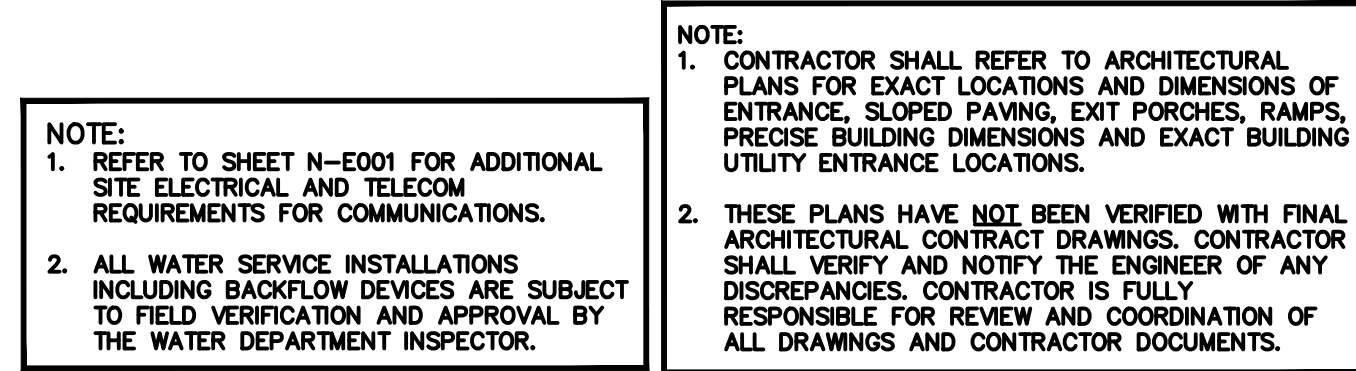 NOTE:
1. REFER TO SHEET N-E001 FOR ADDITIONAL
SITE ELECTRICAL AND TELECOM
REQUIREMENTS FOR COMMUNICATIONS.
2. ALL WATER SERVICE INSTALLATIONS
INCLUDING BACKFLOW DEVICES ARE SUBJECT
TO FIELD VERIFICATION AND APPROVAL BY
THE WATER DEPARTMENT INSPECTOR.
NOTE:
1. CONTRACTOR SHALL REFER TO ARCHITECTURAL
PLANS FOR EXACT LOCATIONS AND DIMENSIONS OF
ENTRANCE, SLOPED PAVING, EXIT PORCHES, RAMPS,
PRECISE BUILDING DIMENSIONS AND EXACT BUILDING
UTILITY ENTRANCE LOCATIONS.
2. THESE PLANS HAVE NOT BEEN VERIFIED WITH FINAL
ARCHITECTURAL CONTRACT DRAWINGS. CONTRACTOR
SHALL VERIFY AND NOTIFY THE ENGINEER OF ANY
DISCREPANCIES. CONTRACTOR IS FULLY
RESPONSIBLE FOR REVIEW AND COORDINATION OF
ALL DRAWINGS AND CONTRACTOR DOCUMENTS.